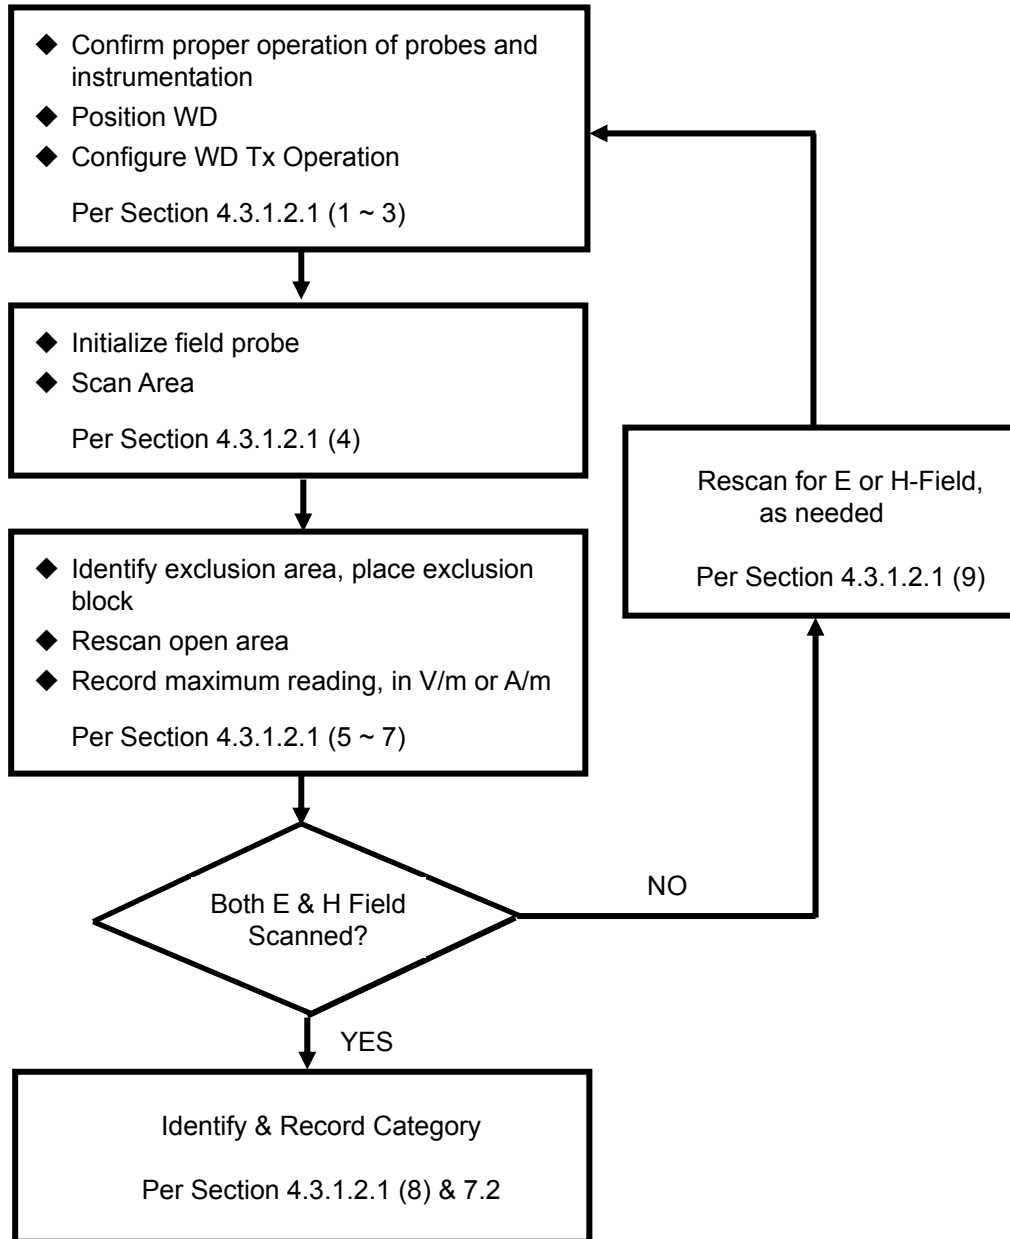 ◆ Confirm proper operation of probes and
instrumentation
◆ Position WD
◆ Configure WD Tx Operation
Per Section 4.3.1.2.1 (1 ~ 3)
◆ Initialize field probe
◆ Scan Area
Per Section 4.3.1.2.1 (4)
Rescan for E or H-Field,
as needed
Per Section 4.3.1.2.1 (9)
◆ Identify exclusion area, place exclusion
block
◆ Rescan open area
◆ Record maximum reading, in V/m or A/m
Per Section 4.3.1.2.1 (5 ~ 7)
Both E & H Field
Scanned?
NO
YES
Identify & Record Category
Per Section 4.3.1.2.1 (8) & 7.2